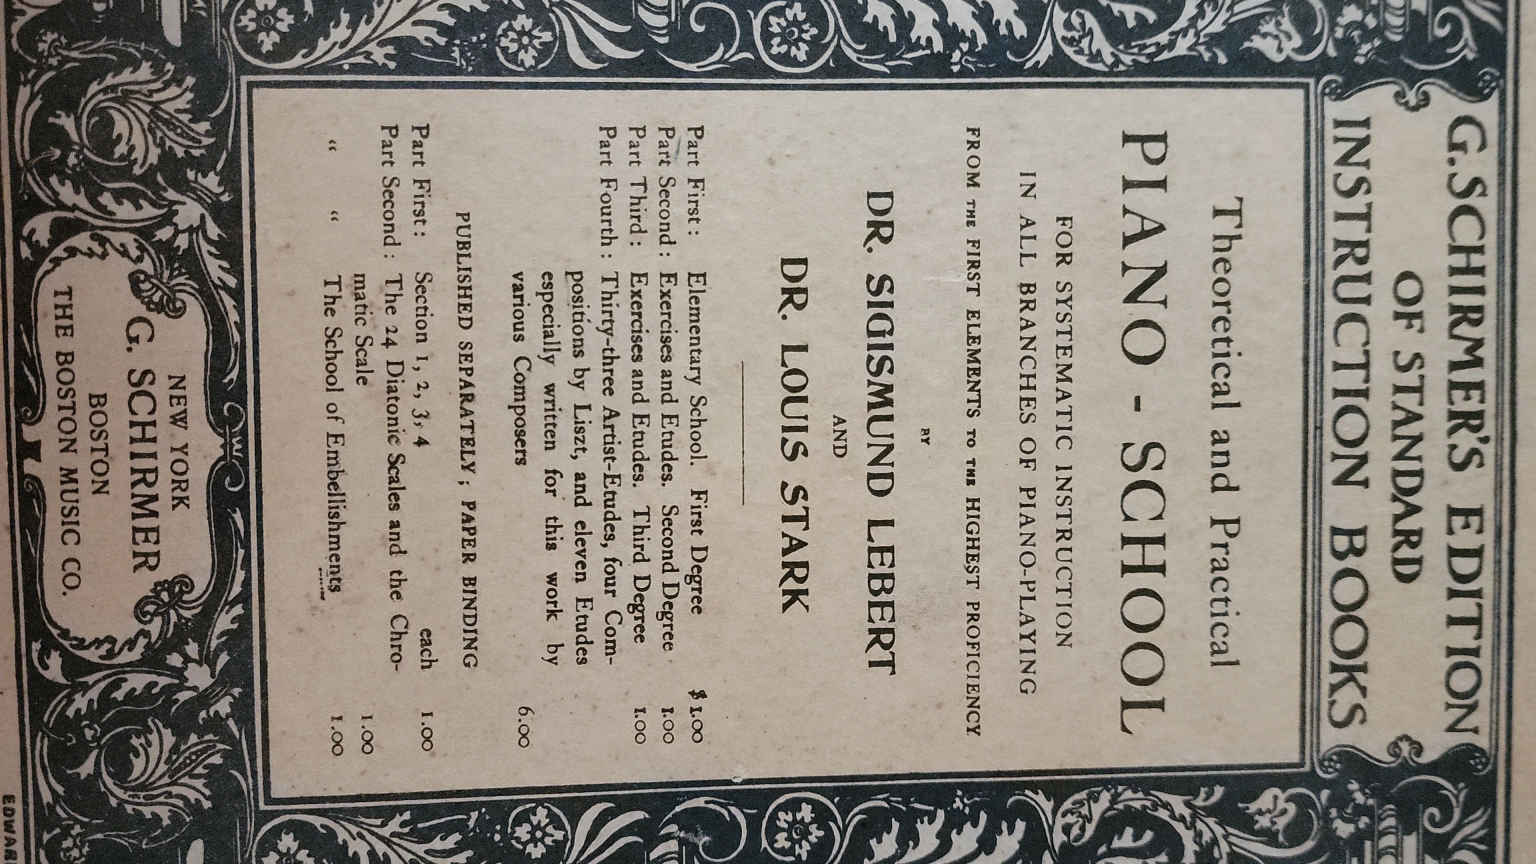 G. SCHIRMER'S EDITION
OF STANDARD
INSTRUCTION BOOKS
Theoretical and Practical
PIANO - SCHOOL
FOR SYSTEMATIC INSTRUCTION
IN ALL BRANCHES OF PIANO-PLAYING
FROM THE FIRST ELEMENTS TO THE HIGHEST PROFICIENCY
BY
DR. SIGISMUND LEBERT
AND
DR. LOUIS STARK
Part First: Elementary School. First Degree $1.00
Part Second: Exercises and Etudes. Second Degree 1.00
Part Third: Exercises and Etudes. Third Degree 1.00
Part Fourth: Thirty-three Artist-Etudes, four Com-
positions by Liszt, and eleven Etudes
especially written for this work by
various Composers 6.00
PUBLISHED SEPARATELY; PAPER BINDING
Part First: Section 1, 2, 3, 4 each 1.00
Part Second: The 24 Diatonic Scales and the Chro-
matic Scale 1.00
" " The School of Embellishments 1.00
NEW YORK
G. SCHIRMER
BOSTON
THE BOSTON MUSIC CO.